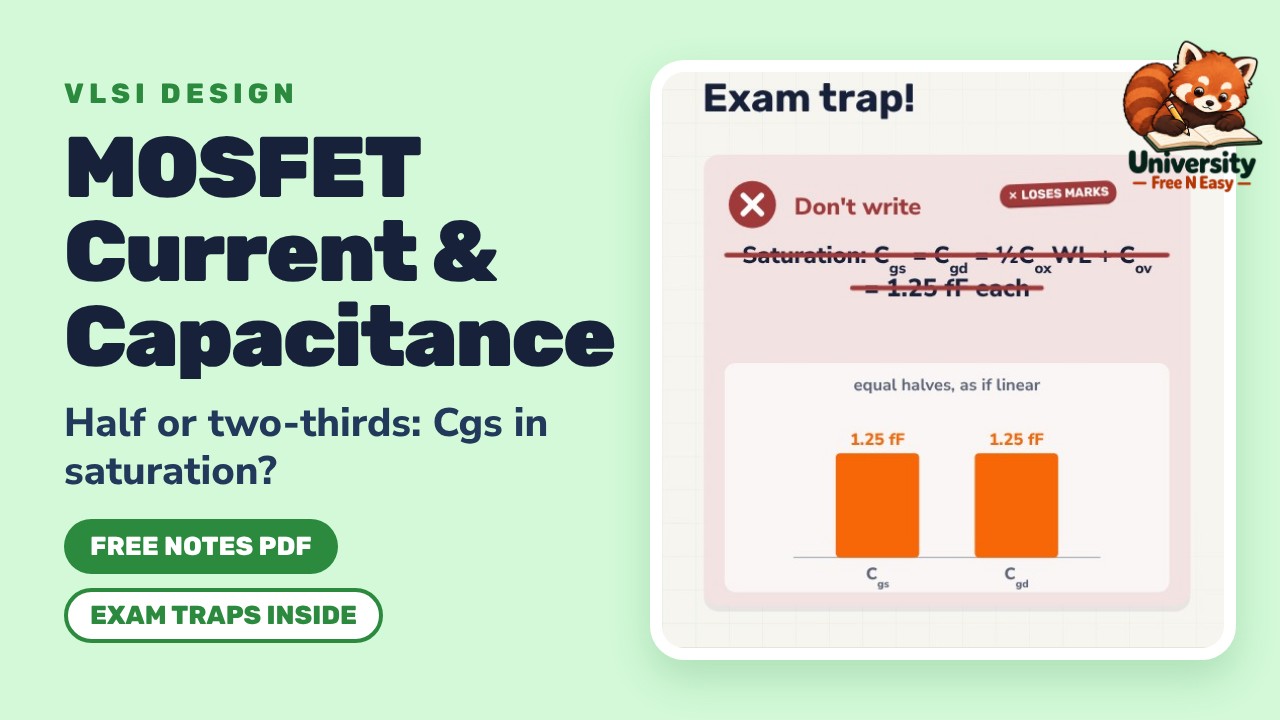 VLSI DESIGN
MOSFET
Current &
Capacitance
Half or two-thirds: Cgs in
saturation?
FREE NOTES PDF
EXAM TRAPS INSIDE
Exam trap!
Don't write
× LOSES MARKS
Saturation: Cgs = Cgd = ½CoxWL + Cov
= 1.25 fF each
equal halves, as if linear
1.25 fF 1.25 fF
Cgs Cgd
University
Free N Easy